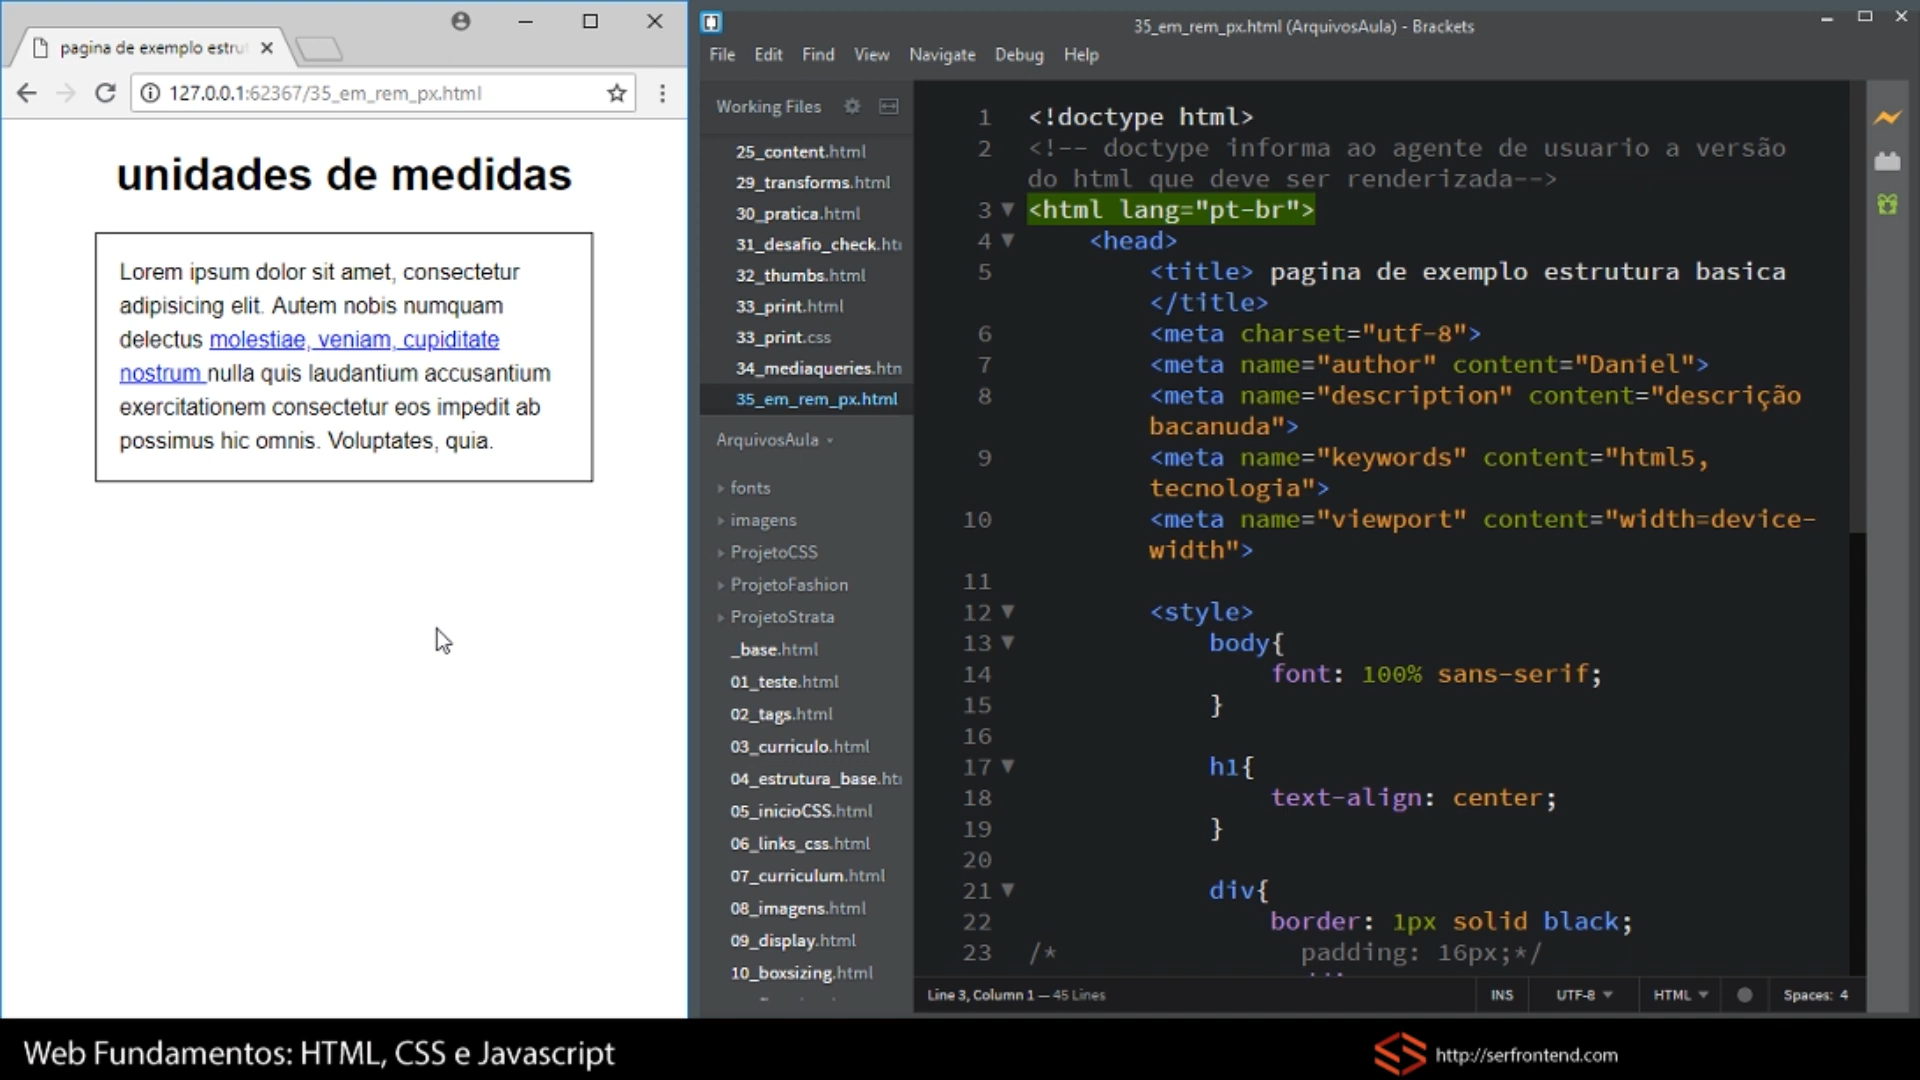 pagina de exemplo estru
127.0.0.1:62367/35_em_rem_px.html
unidades de medidas
Lorem ipsum dolor sit amet, consectetur
adipisicing elit. Autem nobis numquam
delectus molestiae, veniam, cupiditate
nostrum nulla quis laudantium accusantium
exercitationem consectetur eos impedit ab
possimus hic omnis. Voluptates, quia.
35_em_rem_px.html (ArquivosAula) - Brackets
File Edit Find View Navigate Debug Help
Working Files
25_content.html
29_transforms.html
30_pratica.html
31_desafio_check.ht
32_thumbs.html
33_print.html
33_print.css
34_mediaqueries.htn
35_em_rem_px.html
ArquivosAula
fonts
imagens
ProjetoCSS
ProjetoFashion
ProjetoStrata
_base.html
01_teste.html
02_tags.html
03_curriculo.html
04_estrutura_base.ht
05_inicioCSS.html
06_links_css.html
07_curriculum.html
08_imagens.html
09_display.html
10_boxsizing.html
1 <!doctype html>
2 <!-- doctype informa ao agente de usuario a versão
do html que deve ser renderizada-->
3 <html lang="pt-br">
4 <head>
5 <title> pagina de exemplo estrutura basica
</title>
6 <meta charset="utf-8">
7 <meta name="author" content="Daniel">
8 <meta name="description" content="descrição
bacanuda">
9 <meta name="keywords" content="html5,
tecnologia">
10 <meta name="viewport" content="width=device-
width">
11
12 <style>
13 body{
14 font: 100% sans-serif;
15 }
16
17 h1{
18 text-align: center;
19 }
20
21 div{
22 border: 1px solid black;
23 /* padding: 16px;*/
Line 3, Column 1 — 45 Lines
INS UTF-8 HTML Spaces: 4
Web Fundamentos: HTML, CSS e Javascript
http://serfrontend.com